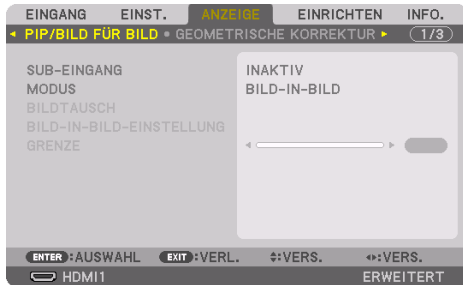 EINGANG EINST. ANZEIGE EINRICHTEN INFO.
PIP/BILD FÜR BILD • GEOMETRISCHE KORREKTUR (1/3)
SUB-EINGANG INAKTIV
MODUS BILD-IN-BILD
BILDTAUSCH
BILD-IN-BILD-EINSTELLUNG
GRENZE
ENTER :AUSWAHL EXIT :VERL. :VERS. :VERS.
HDMI1 ERWEITERT